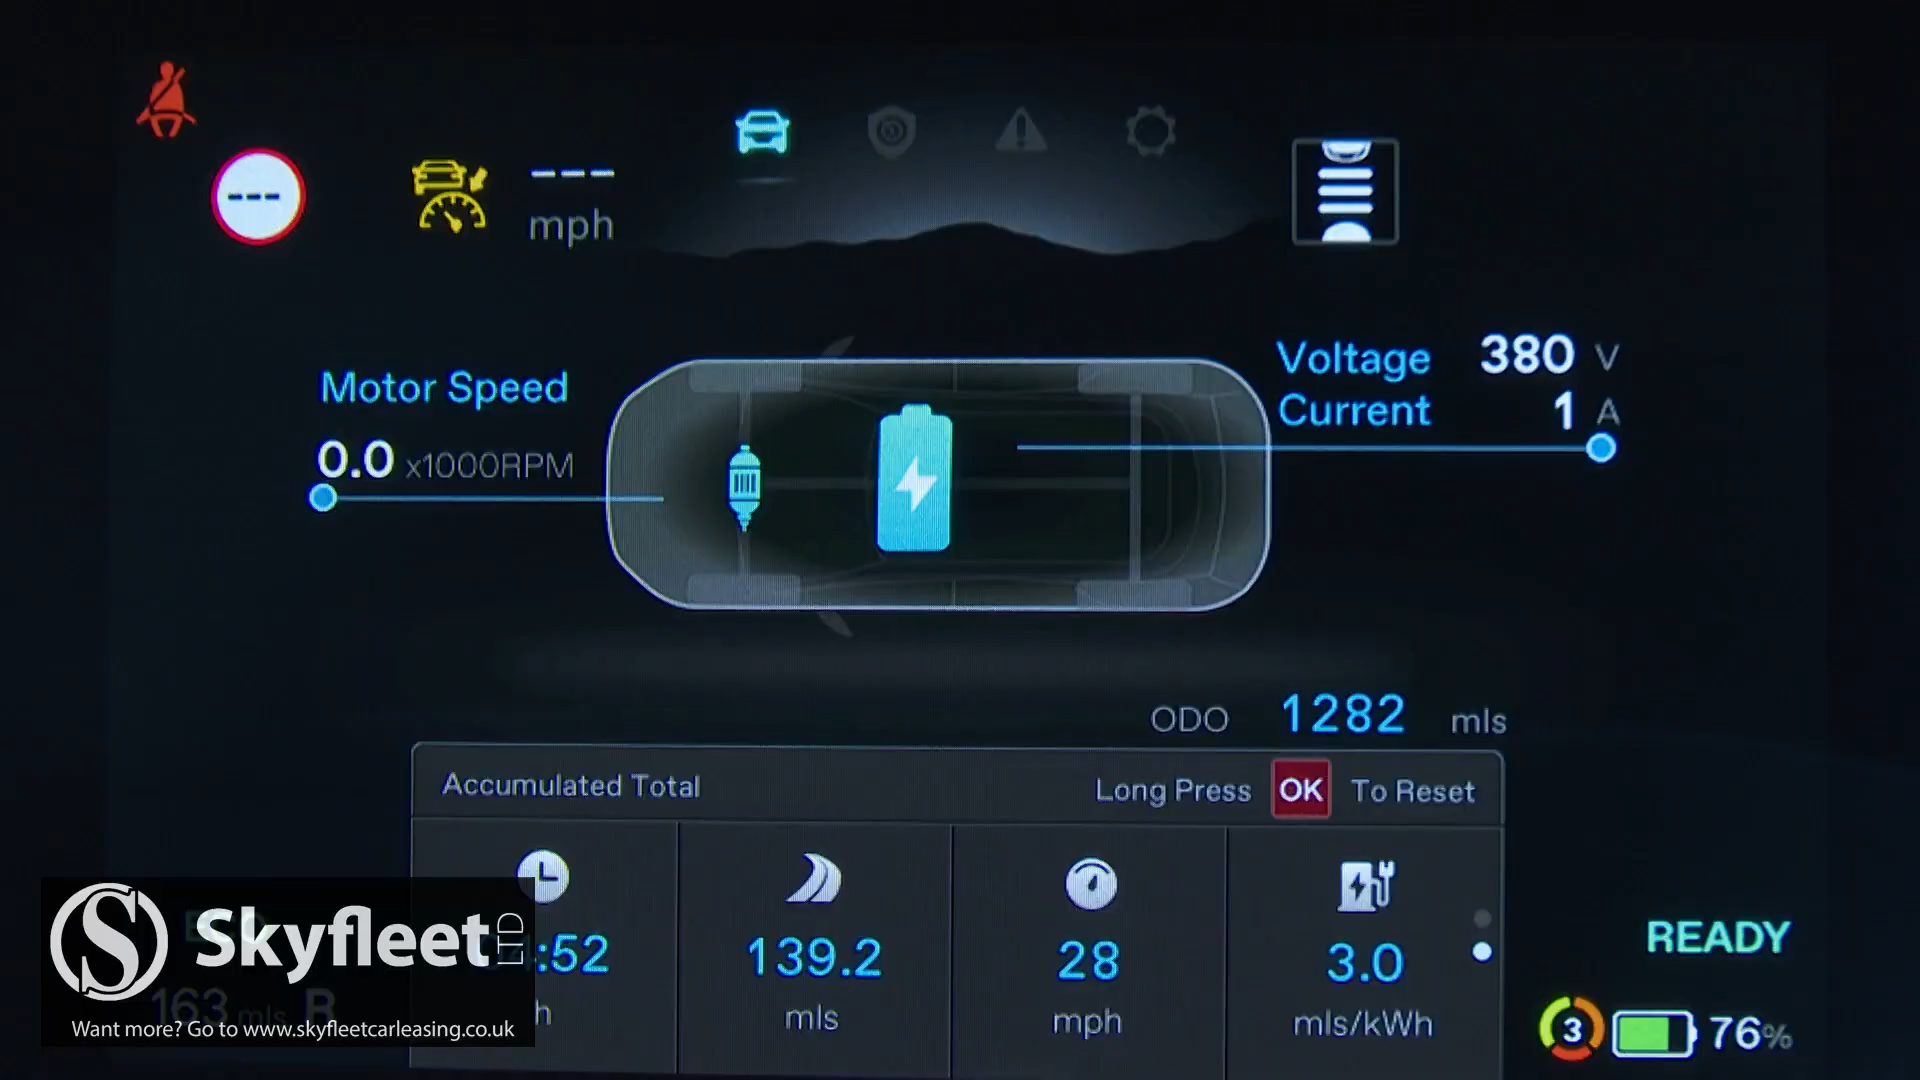 ---
---
mph
Motor Speed
0.0 x1000RPM
Voltage 380 V
Current 1 A
ODO 1282 mls
Accumulated Total
Long Press OK To Reset
:52
h
139.2
mls
28
mph
3.0
mls/kWh
READY
3
76%
163 mls R
Skyfleet LTD
Want more? Go to www.skyfleetcarleasing.co.uk